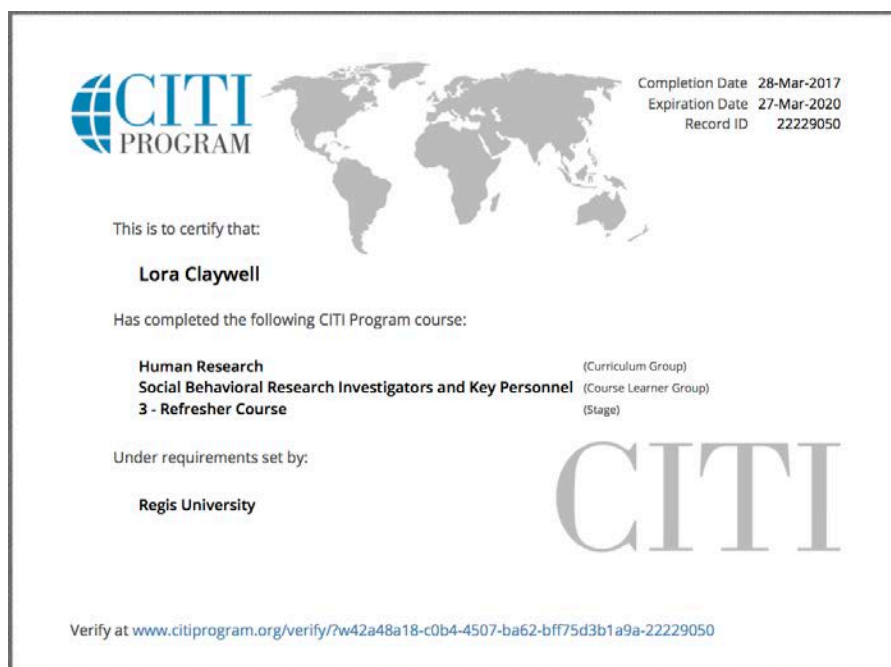 CITI
PROGRAM
Completion Date 28-Mar-2017
Expiration Date 27-Mar-2020
Record ID 22229050
This is to certify that:
Lora Claywell
Has completed the following CITI Program course:
Human Research (Curriculum Group)
Social Behavioral Research Investigators and Key Personnel (Course Learner Group)
3 - Refresher Course (Stage)
Under requirements set by:
Regis University
CITI
Verify at www.citiprogram.org/verify/?w42a48a18-c0b4-4507-ba62-bff75d3b1a9a-22229050